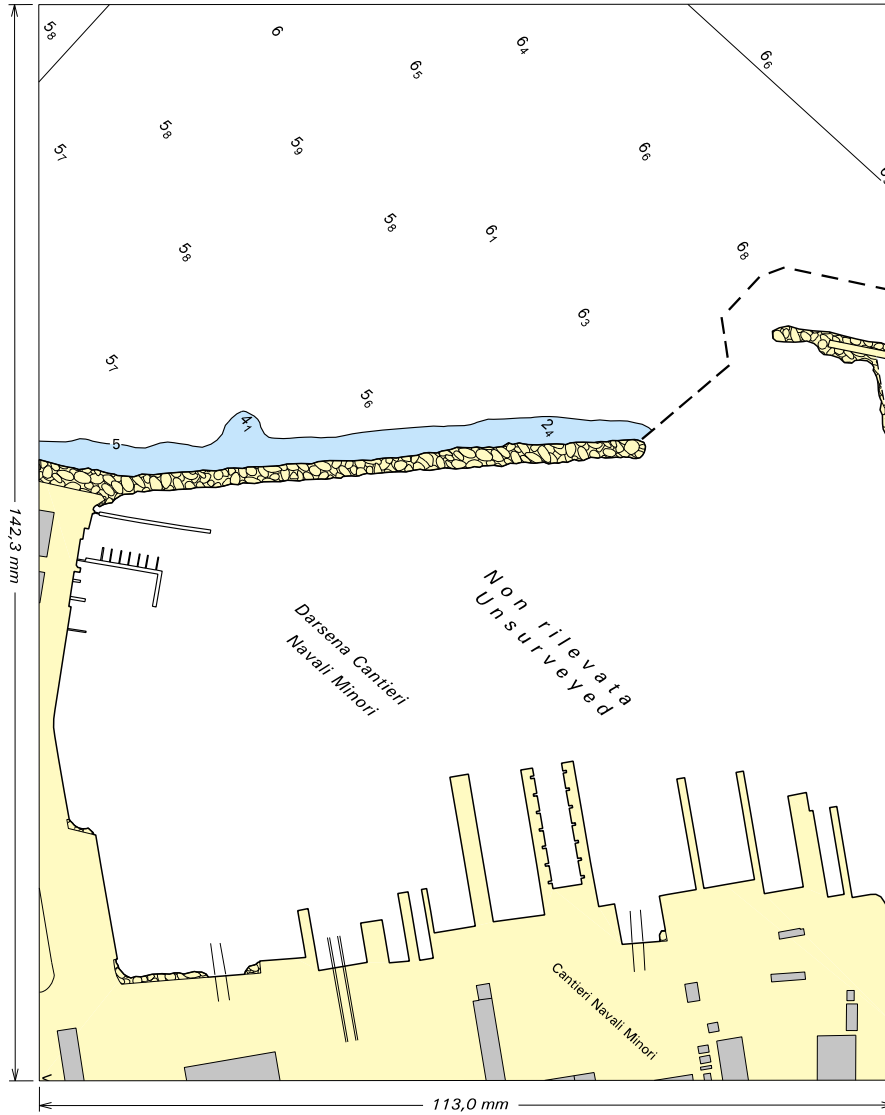 5₈
6
6₄
6₅
6₆
5₈
5₉
5₇
6₆
5₈
6₁
5₈
6₈
6₃
5₇
5₆
4₁
2₄
5
142,3 mm
Non rilevata
Unsurveyed
Darsena Cantieri
Navali Minori
Cantieri Navali Minori
113,0 mm